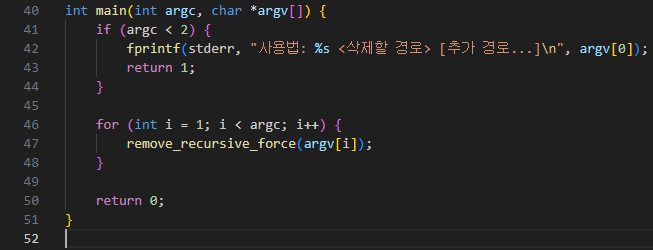 40 int main(int argc, char *argv[]) {
41     if (argc < 2) {
42         fprintf(stderr, "사용법: %s <삭제할 경로> [추가 경로...]\n", argv[0]);
43         return 1;
44     }
45
46     for (int i = 1; i < argc; i++) {
47         remove_recursive_force(argv[i]);
48     }
49
50     return 0;
51 }
52